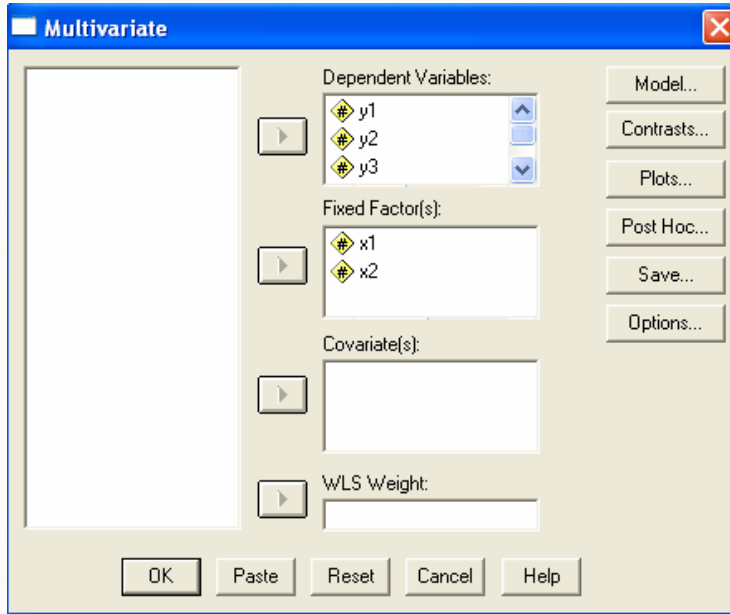 Multivariate
Dependent Variables:
# y1
# y2
# y3
Fixed Factor(s):
# x1
# x2
Covariate(s):
WLS Weight:
Model...
Contrasts...
Plots...
Post Hoc...
Save...
Options...
OK
Paste
Reset
Cancel
Help